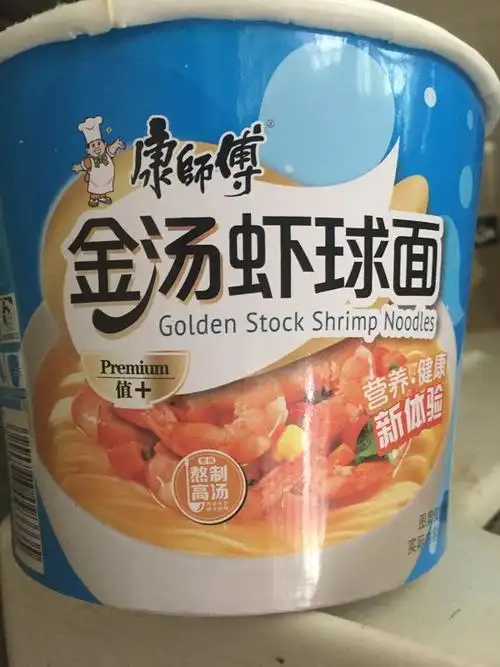 康師傅®
金汤虾球面
Golden Stock Shrimp Noodles
Premium
值+
营养:健康
新体验
熬制
高汤